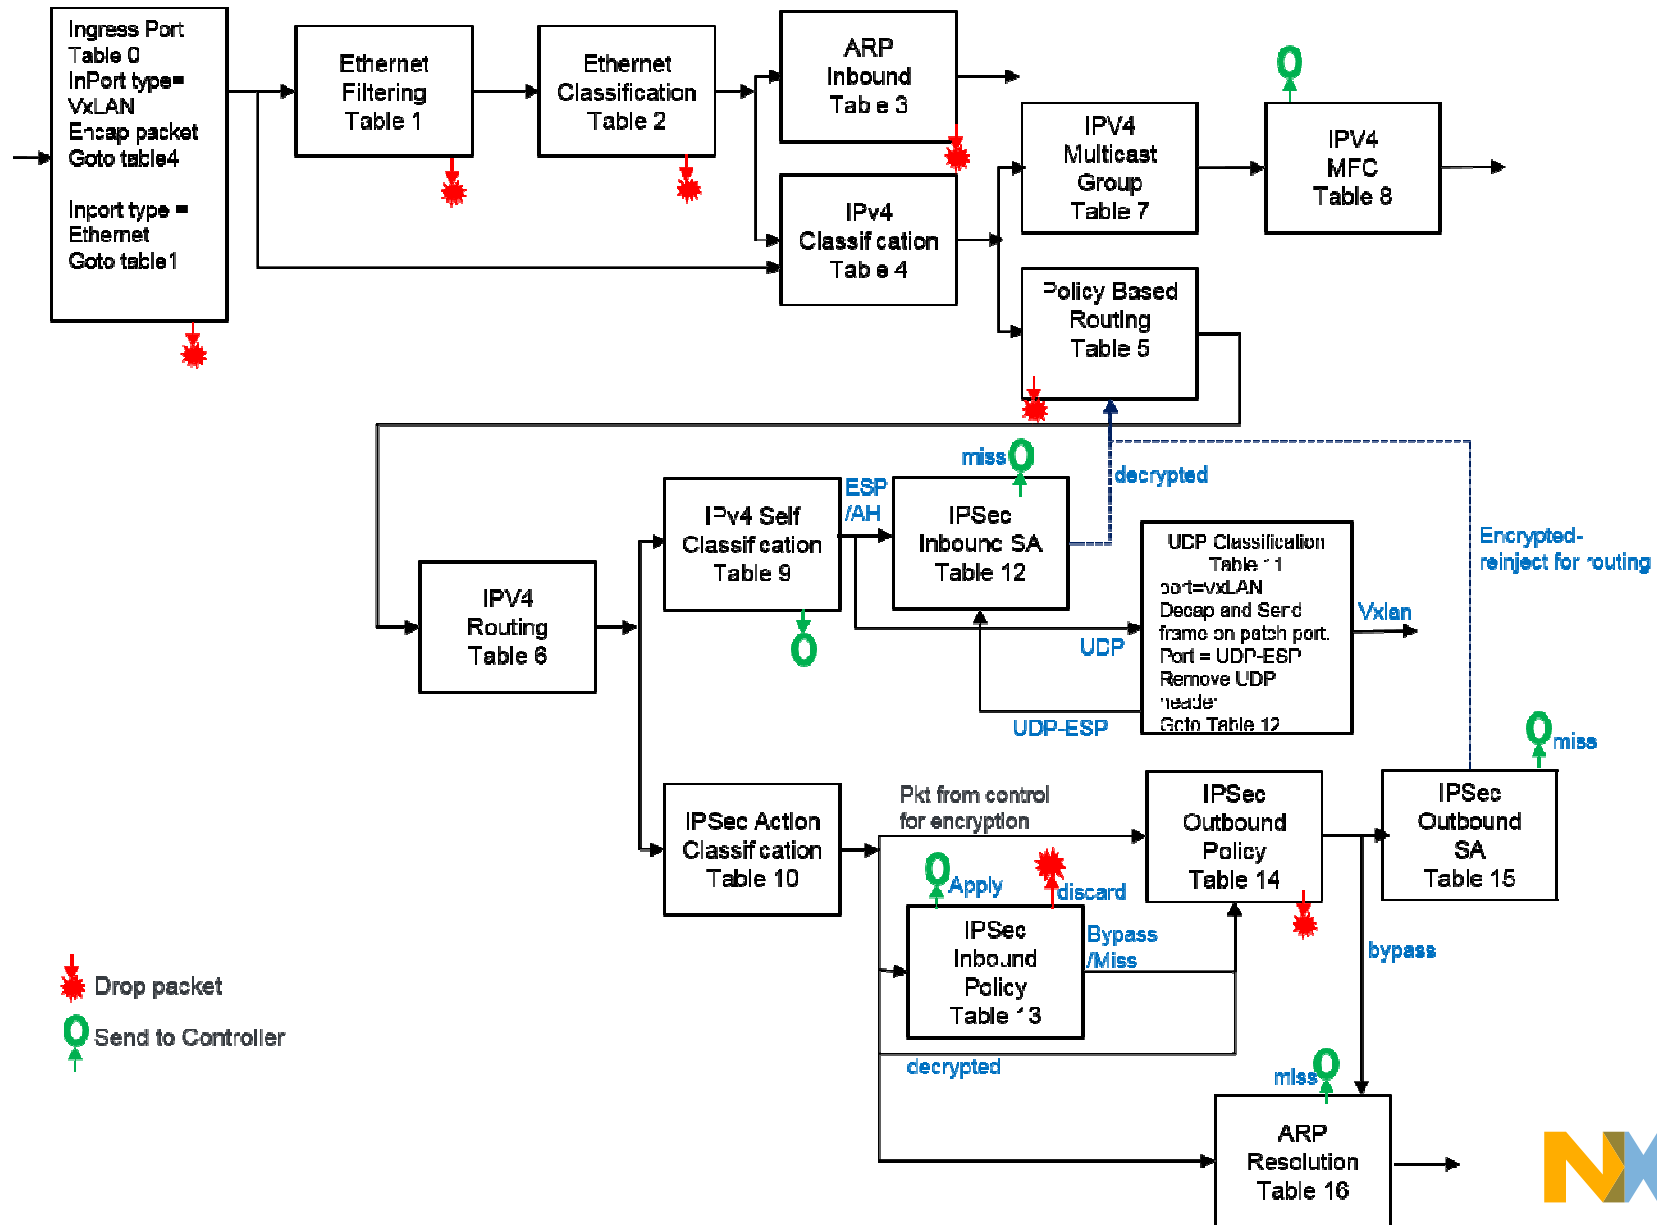 Ingress Port
Table 0
InPort type=
VxLAN
Encap packet
Goto table4
Inport type =
Ethernet
Goto table1
Ethernet
Filtering
Table 1
Ethernet
Classification
Table 2
ARP
Inbound
Table 3
IPv4
Classification
Table 4
IPV4
Multicast
Group
Table 7
IPV4
MFC
Table 8
Policy Based
Routing
Table 5
IPV4
Routing
Table 6
IPv4 Self
Classification
Table 9
ESP
/AH
miss
IPSec
Inbound SA
Table 12
decrypted
UDP
UDP-ESP
UDP Classification
Table 11
port=vxLAN
Decap and Send
frame on patch port.
Port = UDP-ESP
Remove UDP
header
Goto Table 12
Vxlan
Encrypted-
reinject for routing
IPSec Action
Classification
Table 10
Pkt from control
for encryption
Apply
discard
IPSec
Inbound
Policy
Table 13
Bypass
/Miss
decrypted
IPSec
Outbound
Policy
Table 14
miss
IPSec
Outbound
SA
Table 15
bypass
miss
ARP
Resolution
Table 16
Drop packet
Send to Controller
NX